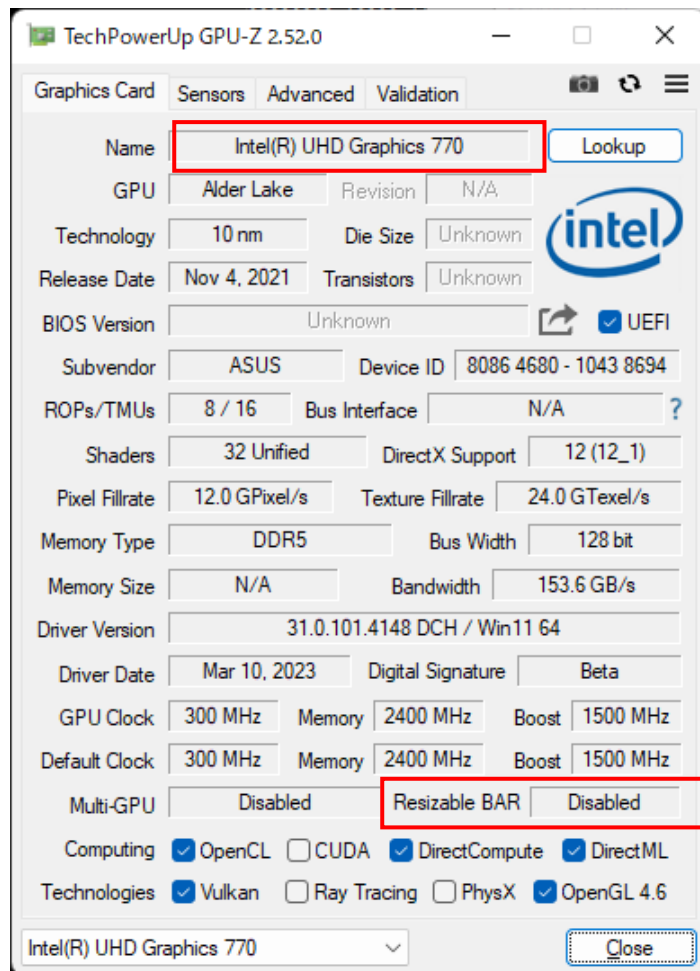 TechPowerUp GPU-Z 2.52.0
Graphics Card Sensors Advanced Validation
Name Intel(R) UHD Graphics 770 Lookup
GPU Alder Lake Revision N/A
intel
Technology 10 nm Die Size Unknown
Release Date Nov 4, 2021 Transistors Unknown
BIOS Version Unknown UEFI
Subvendor ASUS Device ID 8086 4680 - 1043 8694
ROPs/TMUs 8 / 16 Bus Interface N/A ?
Shaders 32 Unified DirectX Support 12 (12_1)
Pixel Fillrate 12.0 GPixel/s Texture Fillrate 24.0 GTexel/s
Memory Type DDR5 Bus Width 128 bit
Memory Size N/A Bandwidth 153.6 GB/s
Driver Version 31.0.101.4148 DCH / Win11 64
Driver Date Mar 10, 2023 Digital Signature Beta
GPU Clock 300 MHz Memory 2400 MHz Boost 1500 MHz
Default Clock 300 MHz Memory 2400 MHz Boost 1500 MHz
Multi-GPU Disabled Resizable BAR Disabled
Computing OpenCL CUDA DirectCompute DirectML
Technologies Vulkan Ray Tracing PhysX OpenGL 4.6
Intel(R) UHD Graphics 770 Close